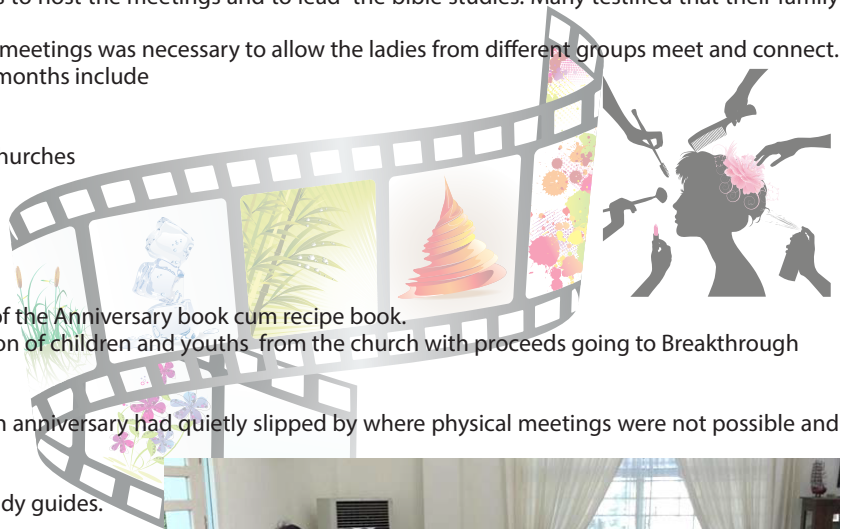 s to host the meetings and to lead the bible studies. Many testified that their family
meetings was necessary to allow the ladies from different groups meet and connect.
months include
hurches
of the Anniversary book cum recipe book.
on of children and youths from the church with proceeds going to Breakthrough
n anniversary had quietly slipped by where physical meetings were not possible and
dy guides.